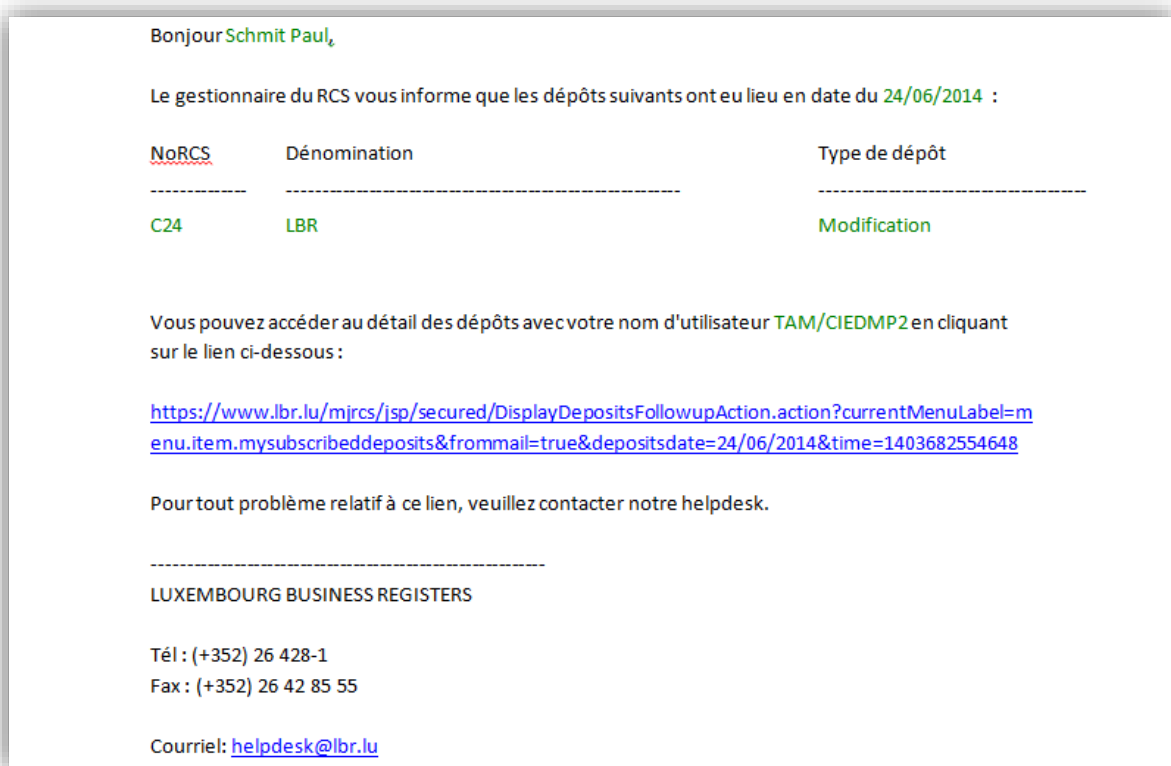 Bonjour Schmit Paul,
Le gestionnaire du RCS vous informe que les dépôts suivants ont eu lieu en date du 24/06/2014 :
NoRCS Dénomination Type de dépôt
-------------- --------------------------------------------------------- ---------------------------------------
C24 LBR Modification
Vous pouvez accéder au détail des dépôts avec votre nom d'utilisateur TAM/CIEDMP2 en cliquant
sur le lien ci-dessous :
https://www.lbr.lu/mjrcs/jsp/secured/DisplayDepositsFollowupAction.action?currentMenuLabel=m
enu.item.mysubscribeddeposits&frommail=true&depositsdate=24/06/2014&time=1403682554648
Pour tout problème relatif à ce lien, veuillez contacter notre helpdesk.
---------------------------------------------------------
LUXEMBOURG BUSINESS REGISTERS
Tél : (+352) 26 428-1
Fax : (+352) 26 42 85 55
Courriel: helpdesk@lbr.lu